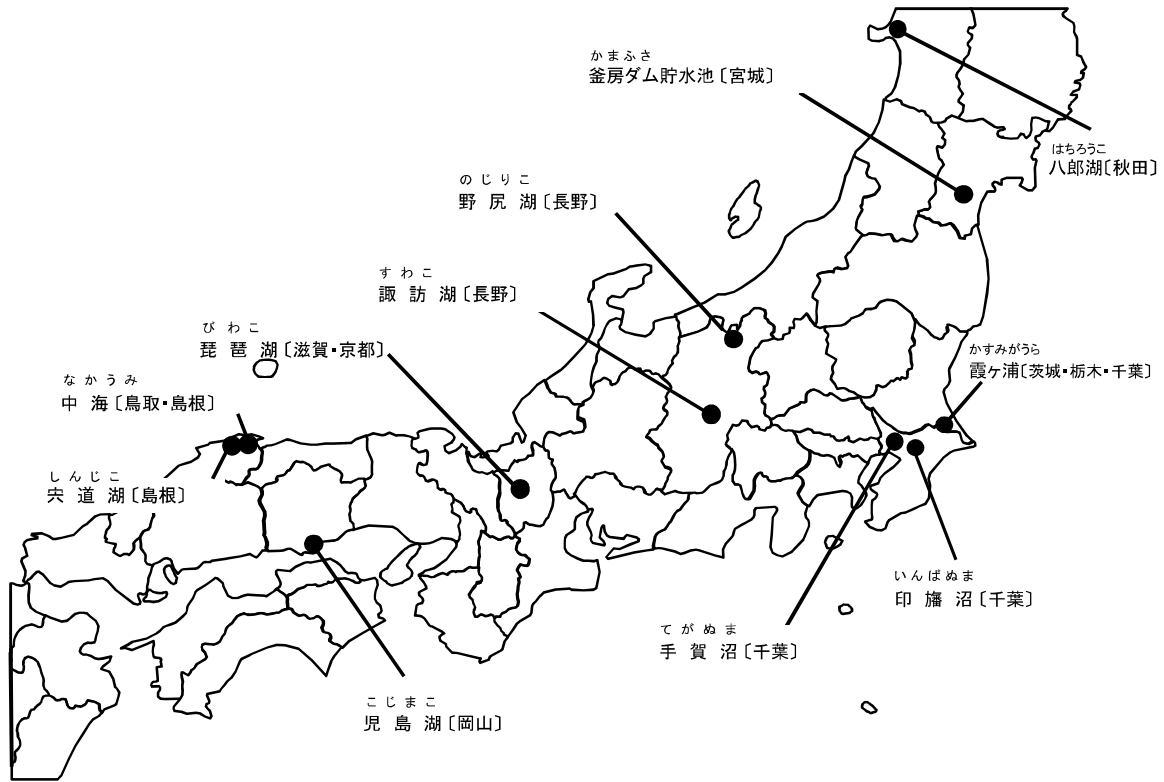 かまふさ
釜房ダム貯水池〔宮城〕
はちろうこ
八郎湖〔秋田〕
のじりこ
野尻湖〔長野〕
すわこ
諏訪湖〔長野〕
びわこ
琵琶湖〔滋賀・京都〕
かすみがうら
霞ヶ浦〔茨城・栃木・千葉〕
なかうみ
中海〔鳥取・島根〕
しんじこ
宍道湖〔島根〕
いんばぬま
印旛沼〔千葉〕
てがぬま
手賀沼〔千葉〕
こじまこ
児島湖〔岡山〕